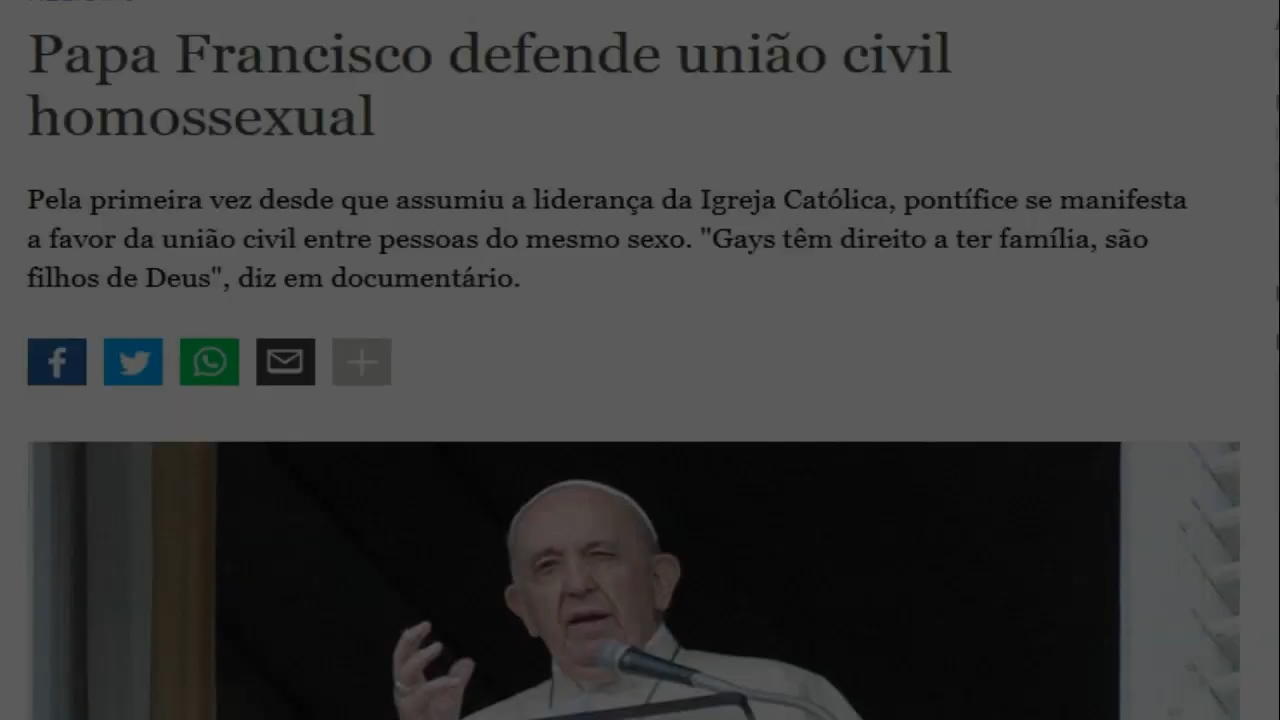 Papa Francisco defende união civil
homossexual
Pela primeira vez desde que assumiu a liderança da Igreja Católica, pontífice se manifesta
a favor da união civil entre pessoas do mesmo sexo. "Gays têm direito a ter família, são
filhos de Deus", diz em documentário.